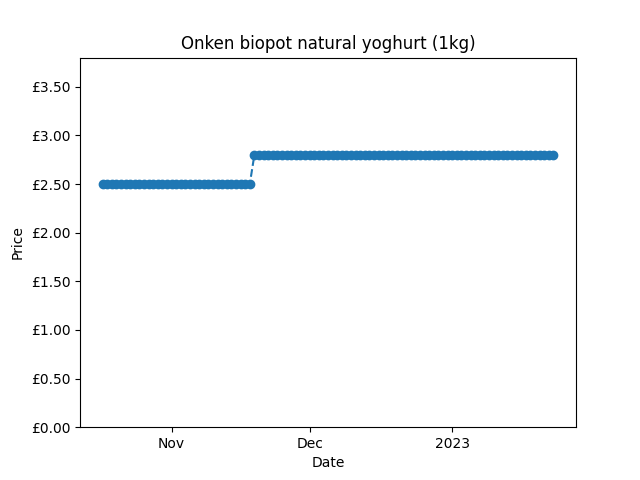 Onken biopot natural yoghurt (1kg)
£3.50
£3.00
£2.50
£2.00
£1.50
£1.00
£0.50
£0.00
Price
Nov Dec 2023
Date